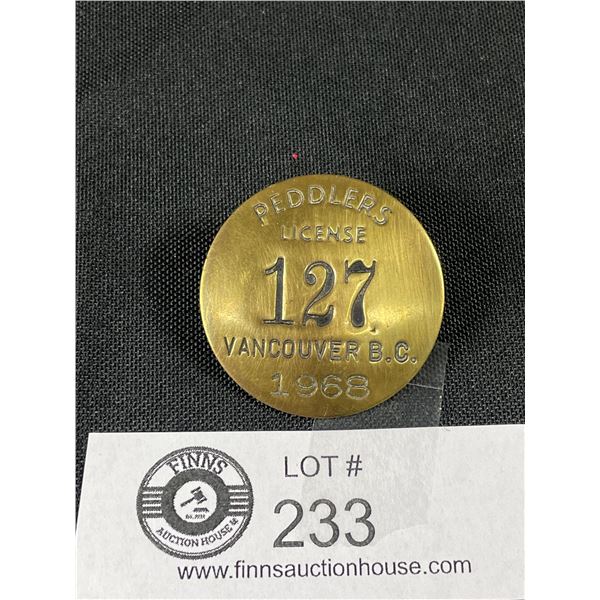 PEDDLERS
LICENSE
127
VANCOUVER B.C.
1968
FINNS
AUCTION HOUSE
LOT #
233
www.finnsauctionhouse.com